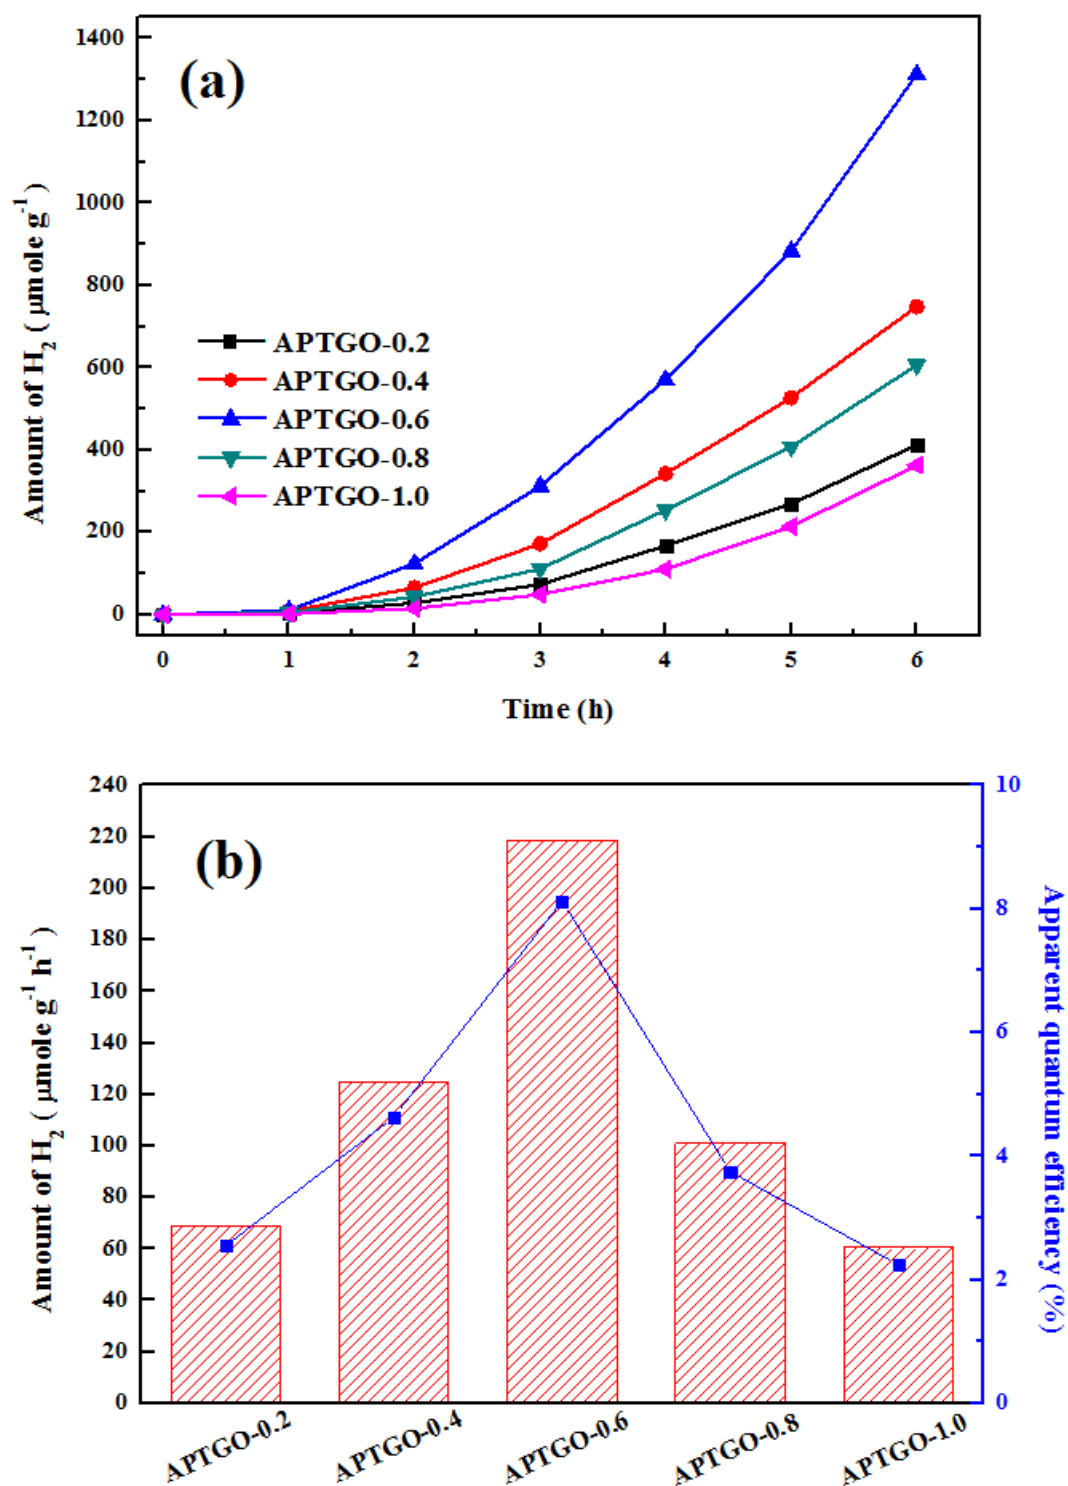 (a)
1400
1200
1000
800
600
400
200
0
Amount of H₂ ( µmole g⁻¹ )
APTGO-0.2
APTGO-0.4
APTGO-0.6
APTGO-0.8
APTGO-1.0
0 1 2 3 4 5 6
Time (h)
(b)
240
220
200
180
160
140
120
100
80
60
40
20
0
Amount of H₂ ( µmole g⁻¹ h⁻¹ )
10
8
6
4
2
0
Apparent quantum efficiency (%)
APTGO-0.2 APTGO-0.4 APTGO-0.6 APTGO-0.8 APTGO-1.0